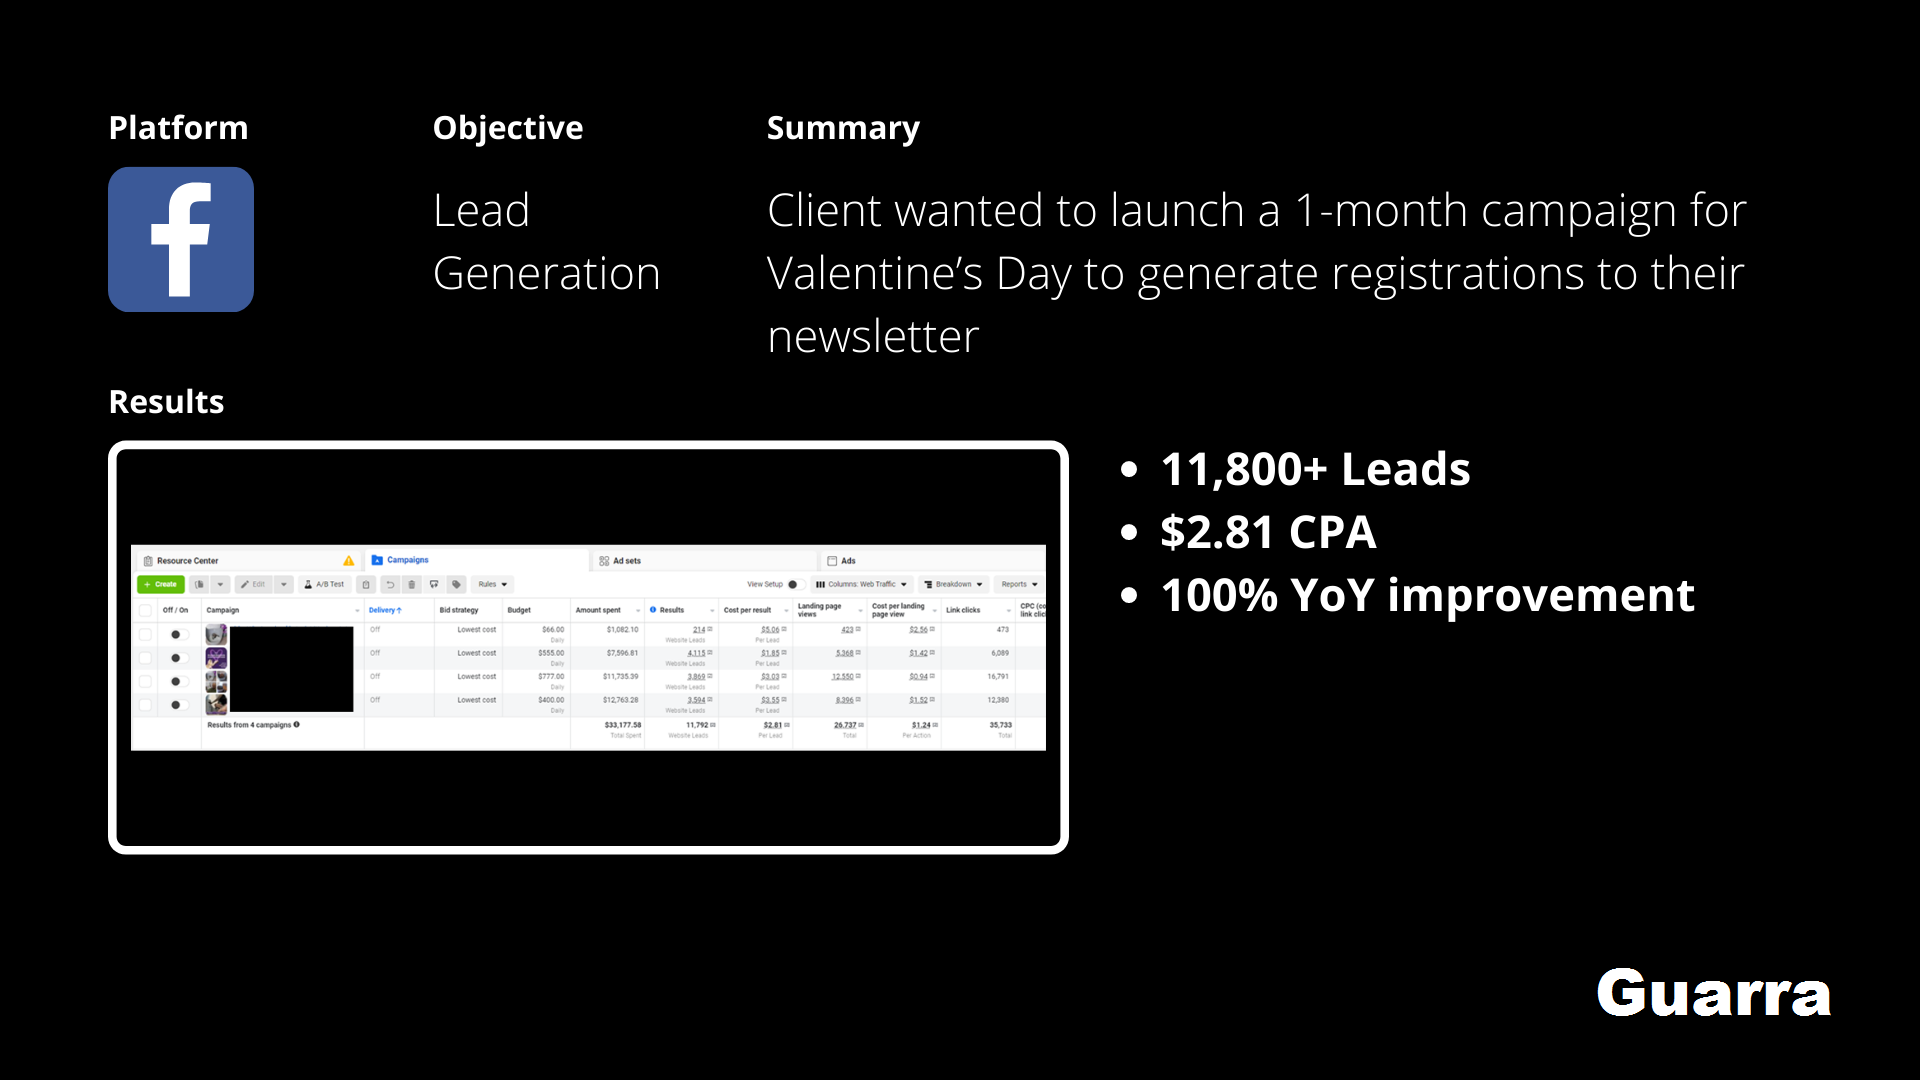 Platform
Objective
Summary
Lead
Generation
Client wanted to launch a 1-month campaign for
Valentine’s Day to generate registrations to their
newsletter
Results
11,800+ Leads
$2.81 CPA
100% YoY improvement
Resource Center
Campaigns
Ad sets
Ads
+ Create
Edit
A/B Test
Rules
View Setup
Columns: Web Traffic
Breakdown
Reports
Off / On
Campaign
Delivery ↑
Bid strategy
Budget
Amount spent
Results
Cost per result
Landing page
views
Cost per landing
page view
Link clicks
CPC (co
link clic
Off Lowest cost $66.00 $1,082.10 214 $5.06 423 $2.56 473
Daily Website Leads Per Lead
Off Lowest cost $555.00 $7,596.81 4,115 $1.85 5,368 $1.42 6,089
Daily Website Leads Per Lead
Off Lowest cost $777.00 $11,735.39 3,869 $3.03 12,550 $0.94 16,791
Daily Website Leads Per Lead
Off Lowest cost $400.00 $12,763.28 3,594 $3.55 8,396 $1.52 12,380
Daily Website Leads Per Lead
Results from 4 campaigns $33,177.58 11,792 $2.81 26,737 $1.24 35,733
Total Spent Website Leads Per Lead Total Per Action Total
Guarra